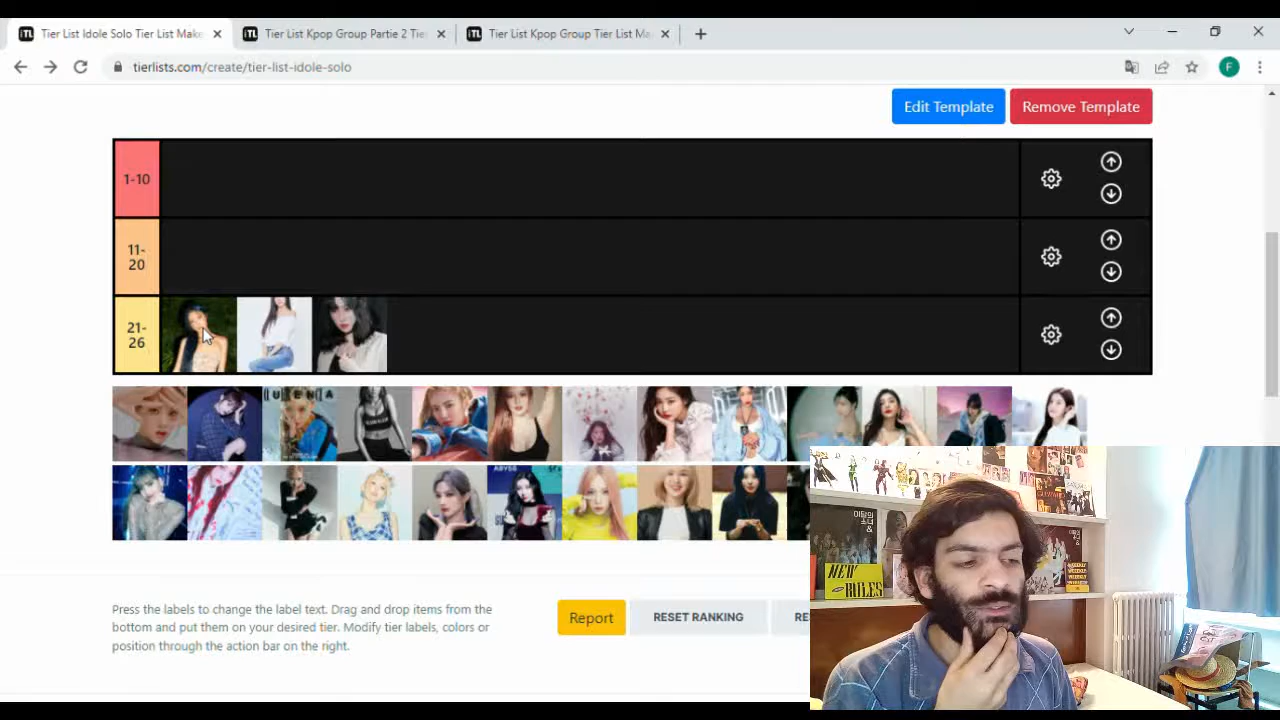 Tier List Idole Solo Tier List Make
Tier List Kpop Group Partie 2 Tie
Tier List Kpop Group Tier List Ma
tierlists.com/create/tier-list-idole-solo
F
Edit Template
Remove Template
1-10
11-
20
21-
26
Press the labels to change the label text. Drag and drop items from the
bottom and put them on your desired tier. Modify tier labels, colors or
position through the action bar on the right.
Report
RESET RANKING
NEW
RULES
WEEEKLY